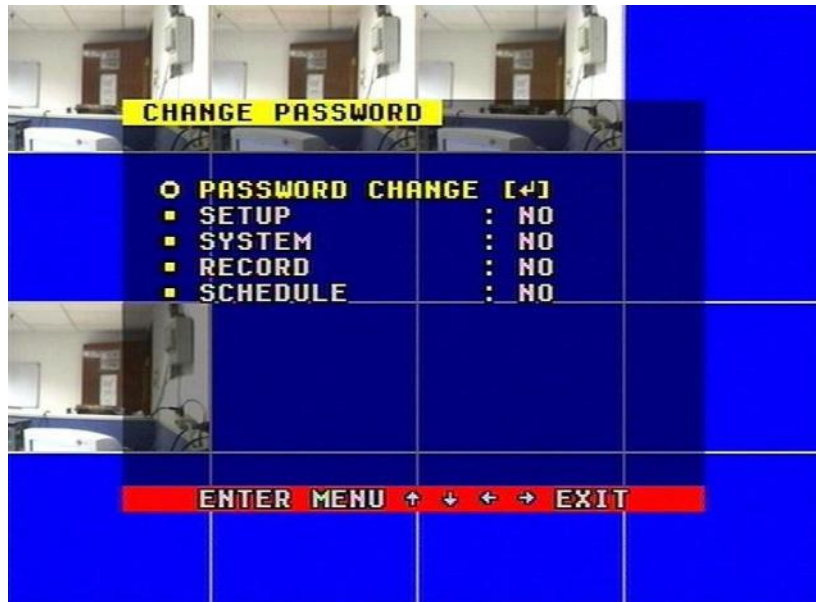 CHANGE PASSWORD
PASSWORD CHANGE [↵]
SETUP : NO
SYSTEM : NO
RECORD : NO
SCHEDULE : NO
ENTER MENU ↑ ↓ ← → EXIT